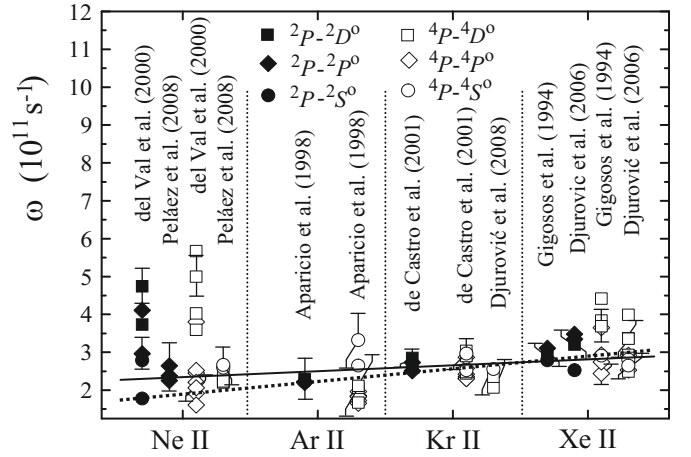 12
11
10
9
8
7
6
5
4
3
2
ω (10¹¹ s⁻¹)
²P-²Dᵒ
²P-²Pᵒ
²P-²Sᵒ
⁴P-⁴Dᵒ
⁴P-⁴Pᵒ
⁴P-⁴Sᵒ
del Val et al. (2000)
Peláez et al. (2008)
del Val et al. (2000)
Peláez et al. (2008)
Aparicio et al. (1998)
Aparicio et al. (1998)
de Castro et al. (2001)
de Castro et al. (2001)
Djurović et al. (2008)
Gigosos et al. (1994)
Djurovic et al. (2006)
Gigosos et al. (1994)
Djurović et al. (2006)
Ne II
Ar II
Kr II
Xe II